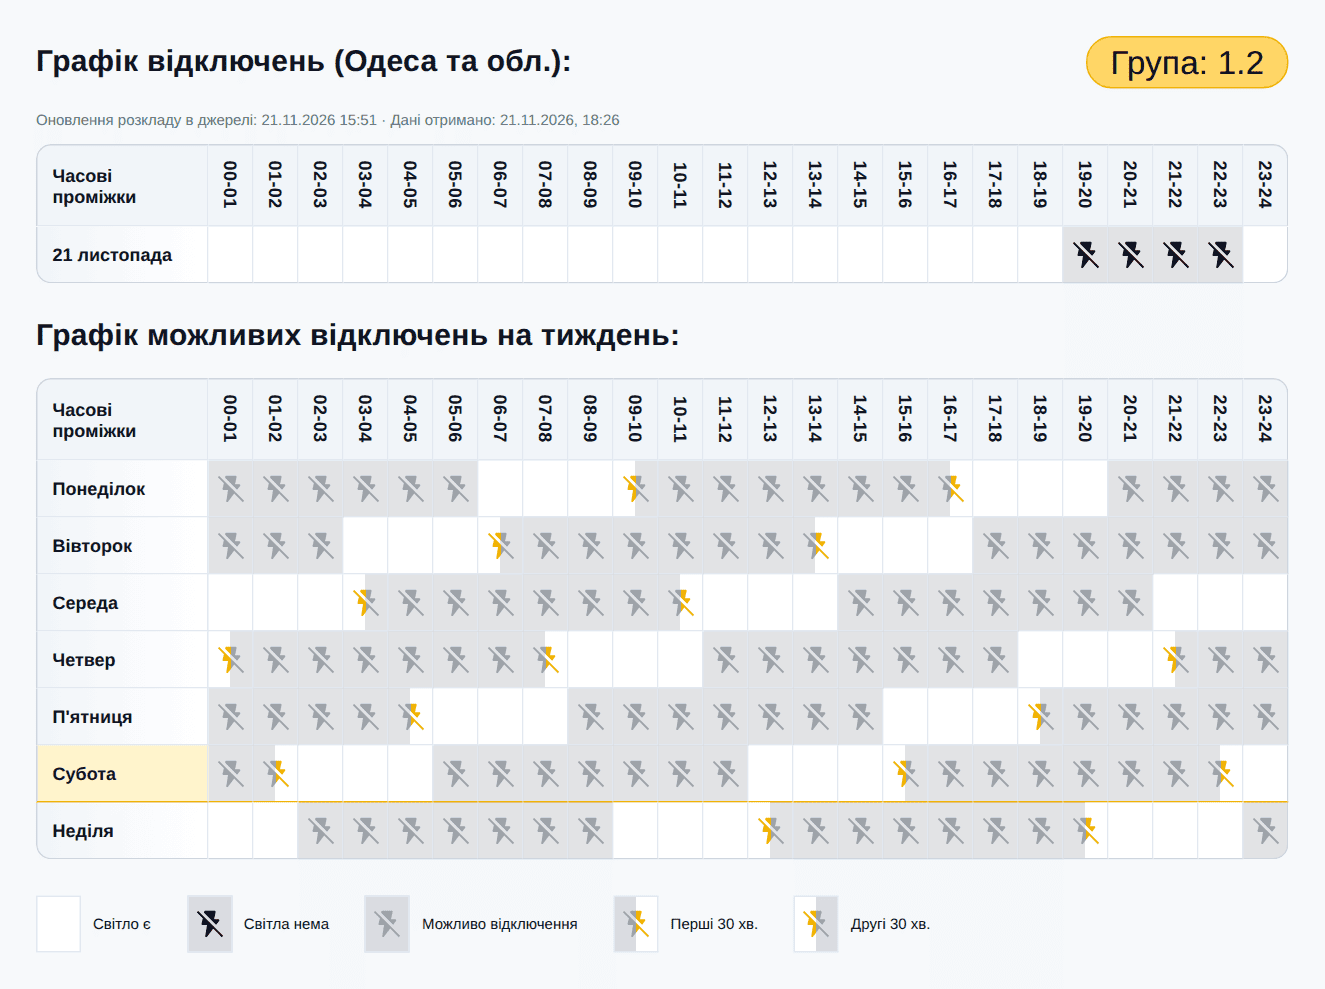 Графік відключень (Одеса та обл.):
Група: 1.2
Оновлення розкладу в джерелі: 21.11.2026 15:51 · Дані отримано: 21.11.2026, 18:26
Часові проміжки 00-01 01-02 02-03 03-04 04-05 05-06 06-07 07-08 08-09 09-10 10-11 11-12 12-13 13-14 14-15 15-16 16-17 17-18 18-19 19-20 20-21 21-22 22-23 23-24
21 листопада
Графік можливих відключень на тиждень:
Часові проміжки 00-01 01-02 02-03 03-04 04-05 05-06 06-07 07-08 08-09 09-10 10-11 11-12 12-13 13-14 14-15 15-16 16-17 17-18 18-19 19-20 20-21 21-22 22-23 23-24
Понеділок
Вівторок
Середа
Четвер
П'ятниця
Субота
Неділя
Світло є Світла нема Можливо відключення Перші 30 хв. Другі 30 хв.